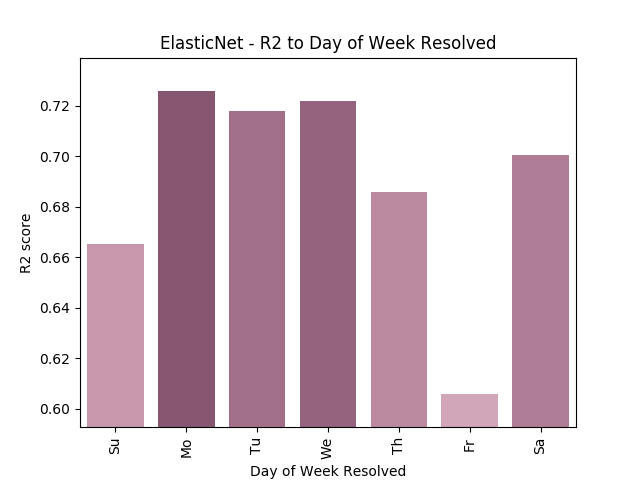 ElasticNet - R2 to Day of Week Resolved
R2 score
0.72
0.70
0.68
0.66
0.64
0.62
0.60
Su
Mo
Tu
We
Th
Fr
Sa
Day of Week Resolved